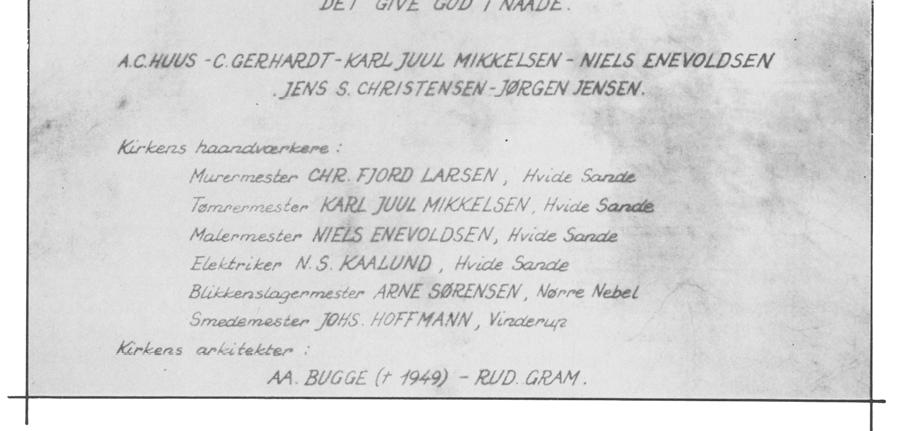 DET GIVE GOD I NAADE.
A.C. HUUS - C. GERHARDT - KARL JUUL MIKKELSEN - NIELS ENEVOLDSEN
JENS S. CHRISTENSEN - JØRGEN JENSEN.
Kirkens haandværkere :
Murermester CHR. FJORD LARSEN, Hvide Sande
Tømrermester KARL JUUL MIKKELSEN, Hvide Sande
Malermester NIELS ENEVOLDSEN, Hvide Sande
Elektriker N.S. KAALUND, Hvide Sande
Blikkenslagermester ARNE SØRENSEN, Nørre Nebel
Smedemester JOHS. HOFFMANN, Vinderup
Kirkens arkitekter :
AA. BUGGE († 1949) - RUD. GRAM.